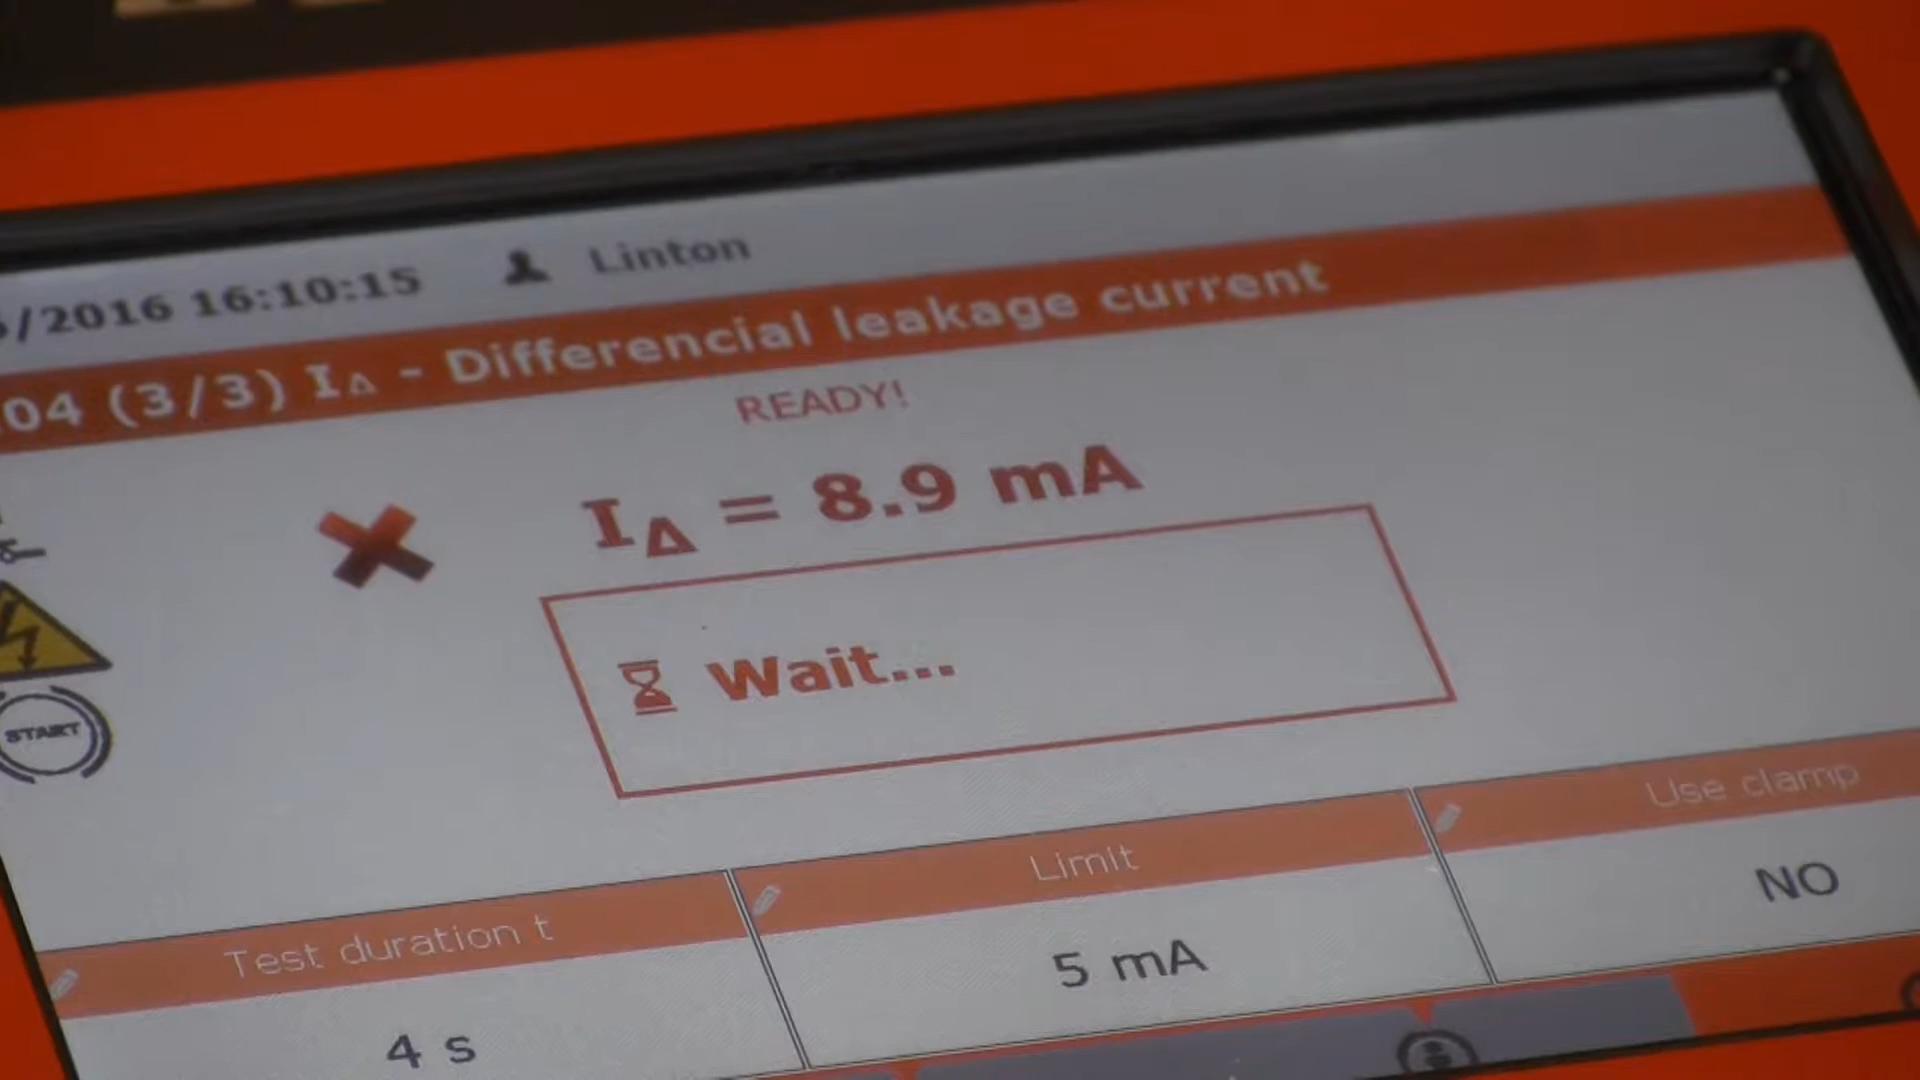 /2016 16:10:15 Linton
04 (3/3) IΔ - Differencial leakage current
READY!
IΔ = 8.9 mA
Wait...
START
Use clamp
NO
Limit
5 mA
Test duration t
4 s